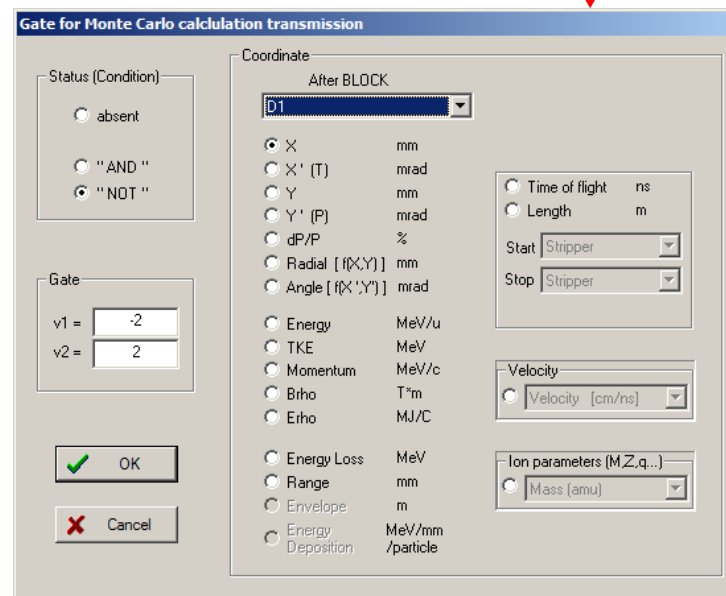 Gate for Monte Carlo calclulation transmission
Status (Condition)
absent
"AND"
"NOT"
Gate
v1 = -2
v2 = 2
OK
Cancel
Coordinate
After BLOCK
D1
X mm
X' (T) mrad
Y mm
Y' (P) mrad
dP/P %
Radial [ f(X,Y) ] mm
Angle [ f(X',Y') ] mrad
Energy MeV/u
TKE MeV
Momentum MeV/c
Brho T*m
Erho MJ/C
Energy Loss MeV
Range mm
Envelope m
Energy MeV/mm
Deposition /particle
Time of flight ns
Length m
Start Stripper
Stop Stripper
Velocity
Velocity [cm/ns]
Ion parameters (M,Z,q...)
Mass (amu)